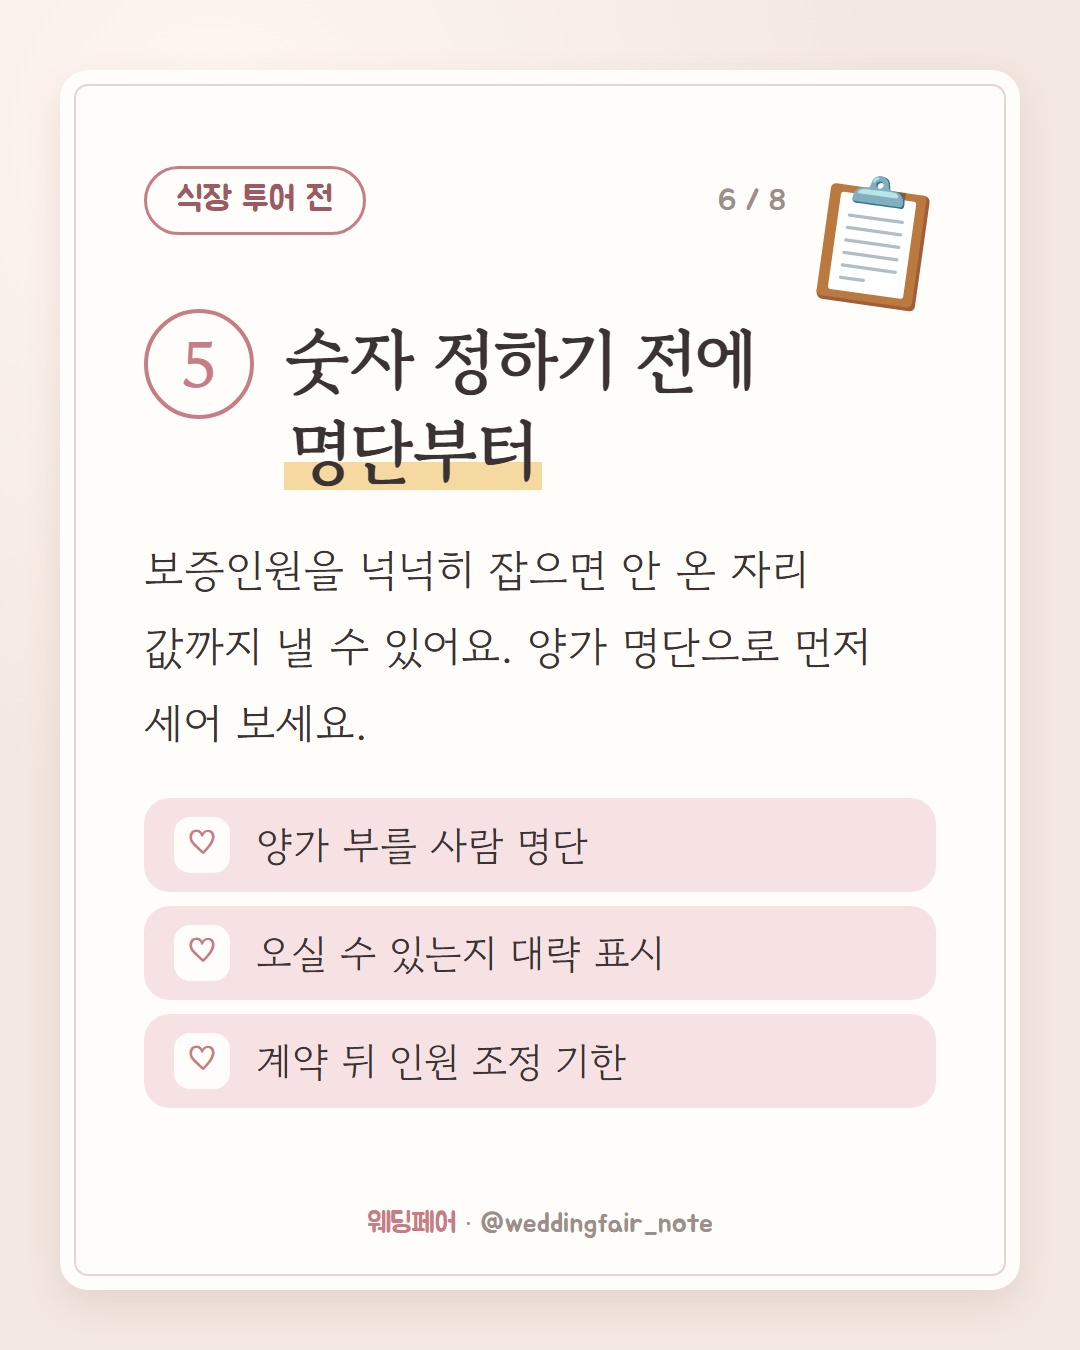 식장 투어 전
6 / 8
5
숫자 정하기 전에
명단부터
보증인원을 넉넉히 잡으면 안 온 자리
값까지 낼 수 있어요. 양가 명단으로 먼저
세어 보세요.
양가 부를 사람 명단
오실 수 있는지 대략 표시
계약 뒤 인원 조정 기한
웨딩페어 · @weddingfair_note